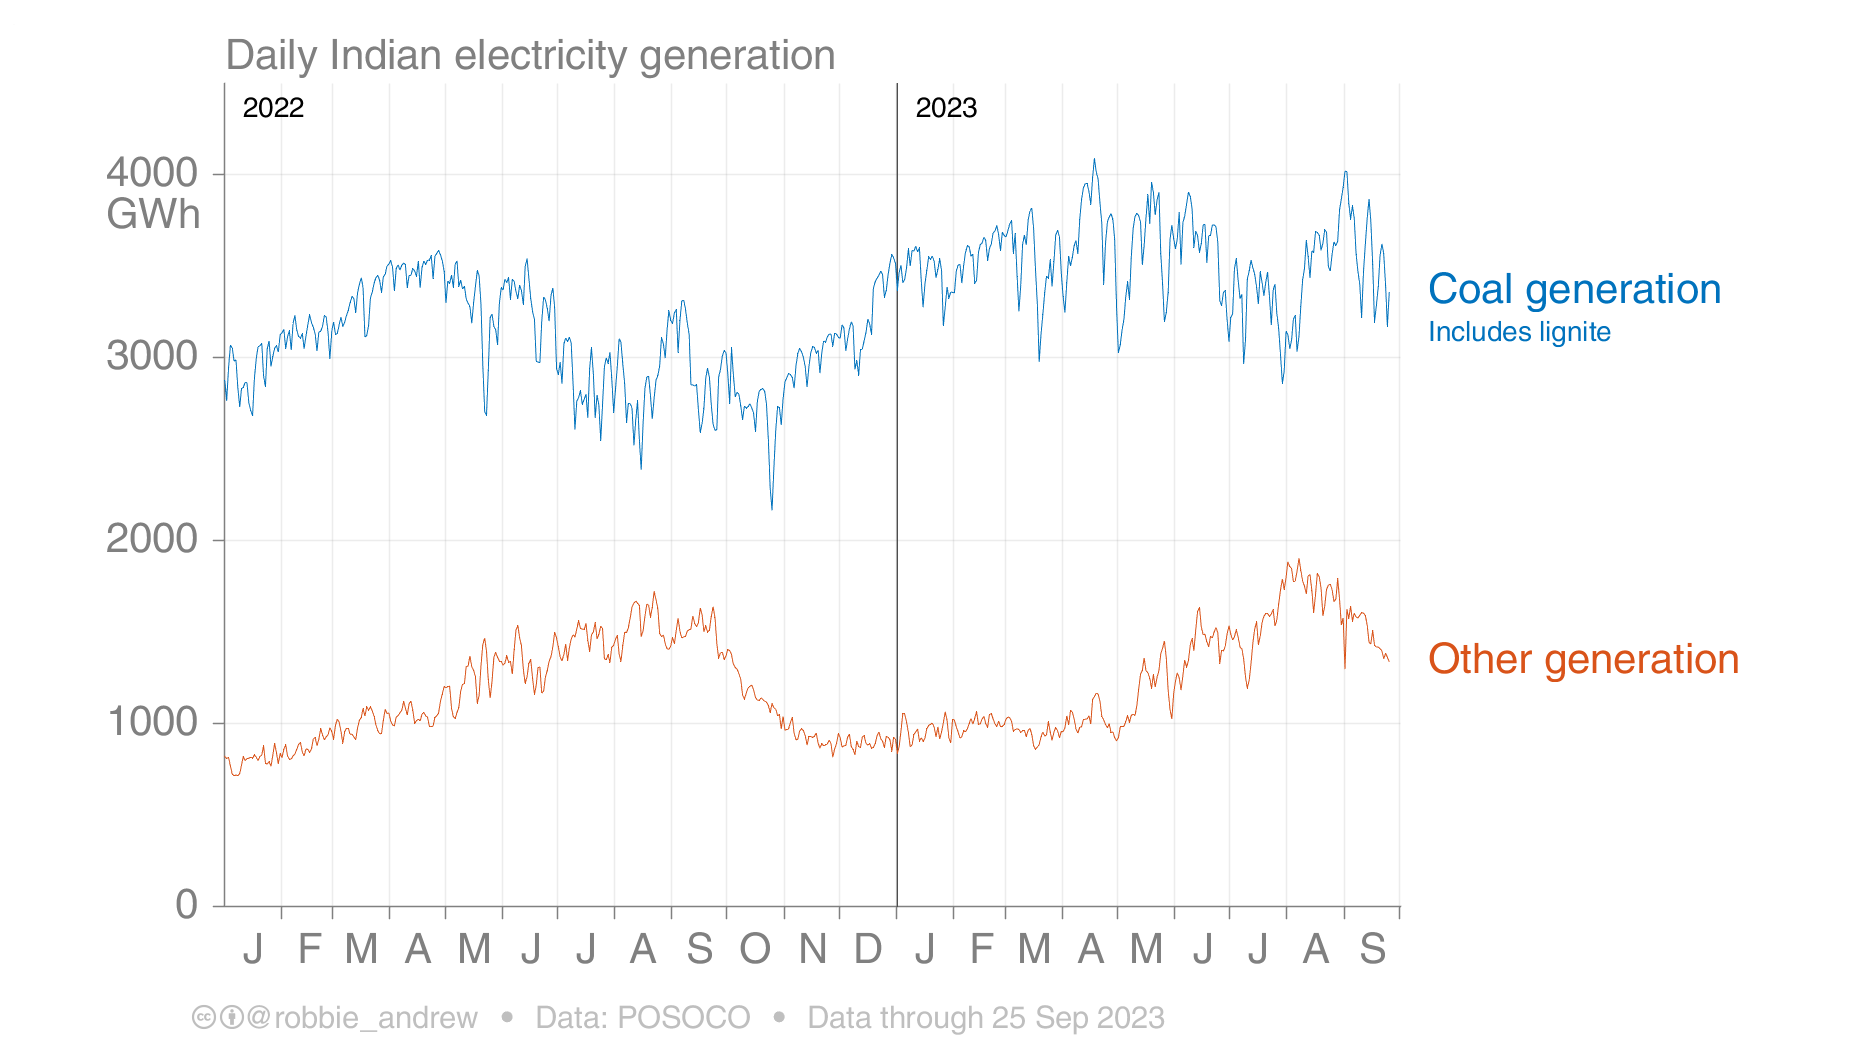 Daily Indian electricity generation
2022
2023
4000
GWh
3000
2000
1000
0
Coal generation
Includes lignite
Other generation
J F M A M J J A S O N D J F M A M J J A S
cc @robbie_andrew • Data: POSOCO • Data through 25 Sep 2023